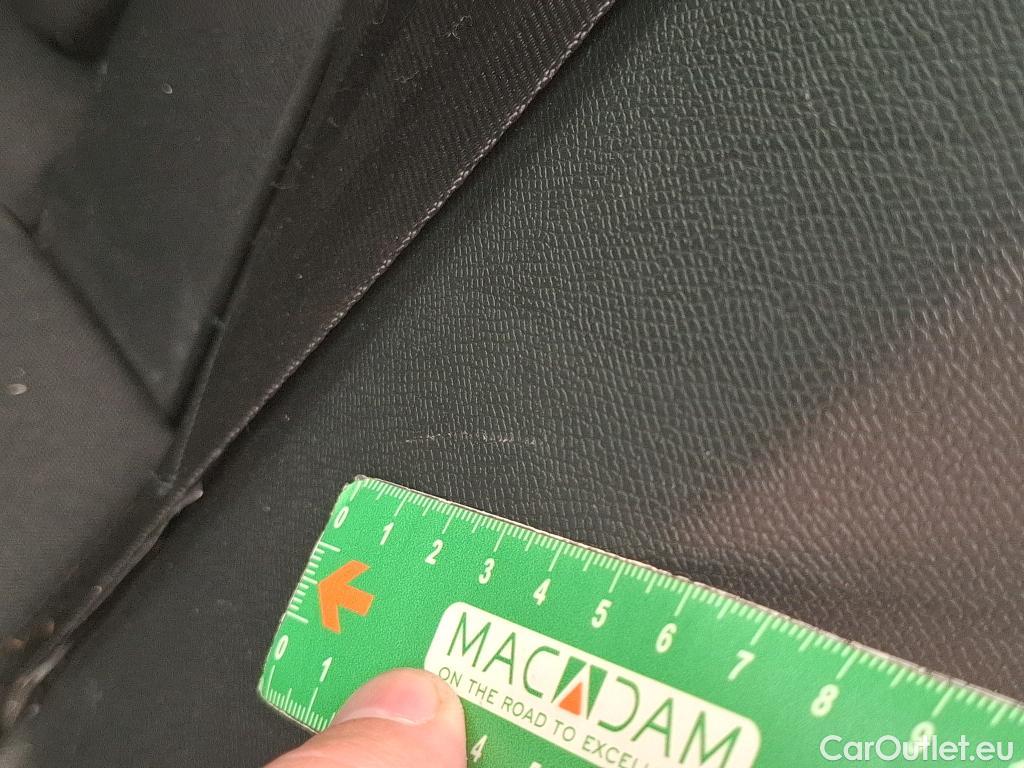 0 1 2 3 4 5 6 7 8 9
0 1 4
MACADAM
ON THE ROAD TO EXCELL
CarOutlet.eu